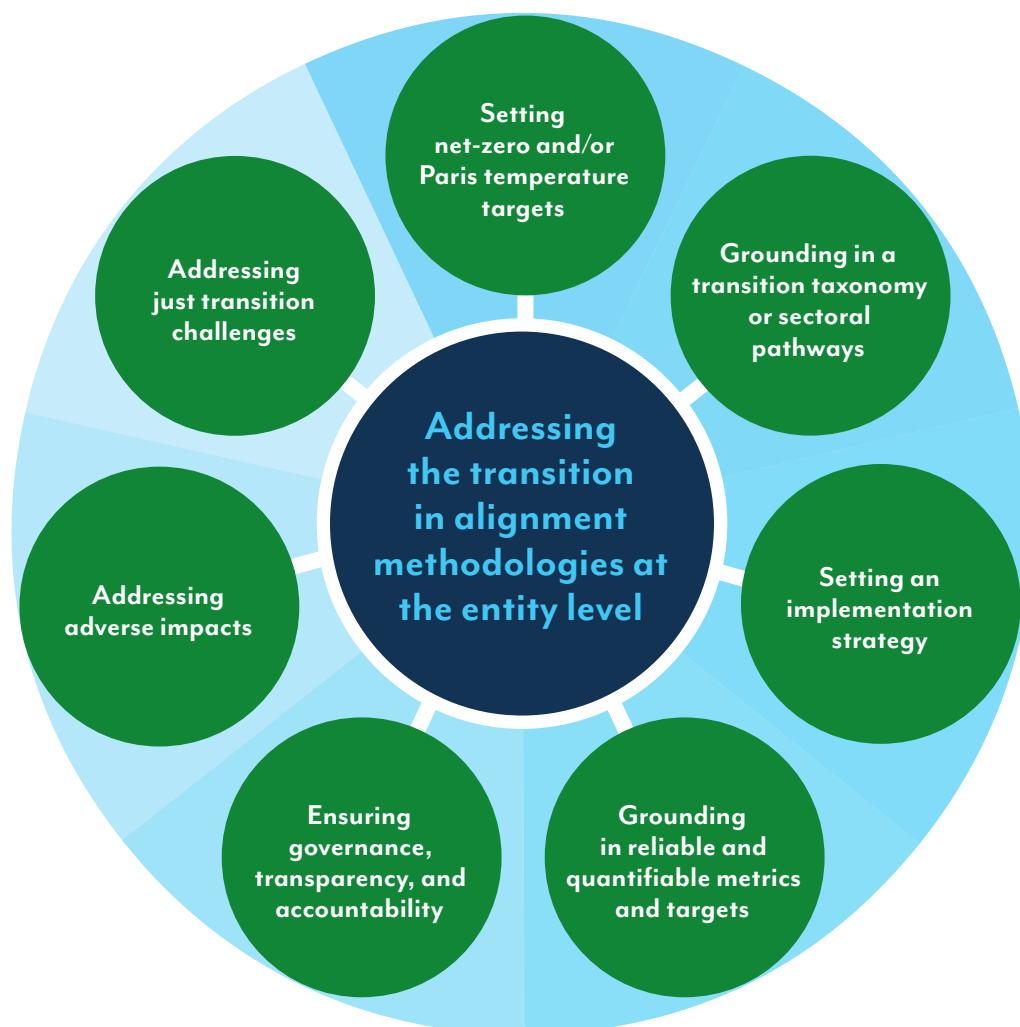 Setting
net-zero and/or
Paris temperature
targets
Grounding in a
transition taxonomy
or sectoral
pathways
Setting an
implementation
strategy
Grounding
in reliable and
quantifiable metrics
and targets
Ensuring
governance,
transparency, and
accountability
Addressing
adverse impacts
Addressing
just transition
challenges
Addressing
the transition
in alignment
methodologies at
the entity level